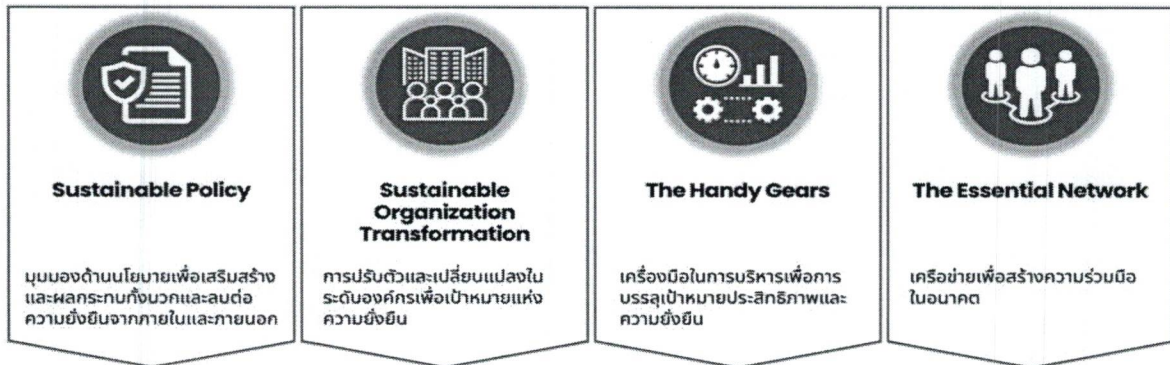 Sustainable Policy
มุมมองด้านนโยบายเพื่อเสริมสร้าง
และผลกระทบทั้งบวกและลบต่อ
ความยั่งยืนจากภายในและภายนอก
Sustainable
Organization
Transformation
การปรับตัวและเปลี่ยนแปลงใน
ระดับองค์กรเพื่อเป้าหมายแห่ง
ความยั่งยืน
The Handy Gears
เครื่องมือในการบริหารเพื่อการ
บรรลุเป้าหมายประสิทธิภาพและ
ความยั่งยืน
The Essential Network
เครือข่ายเพื่อสร้างความร่วมมือ
ในอนาคต